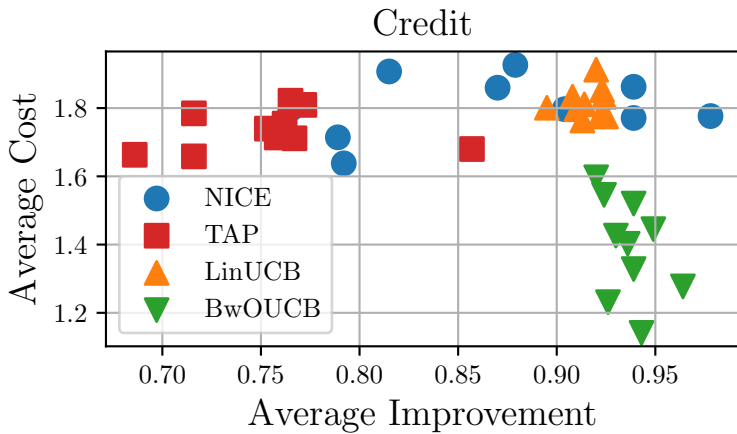 Credit
Average Cost
1.8
1.6
1.4
1.2
NICE
TAP
LinUCB
BwOUCB
0.70 0.75 0.80 0.85 0.90 0.95
Average Improvement